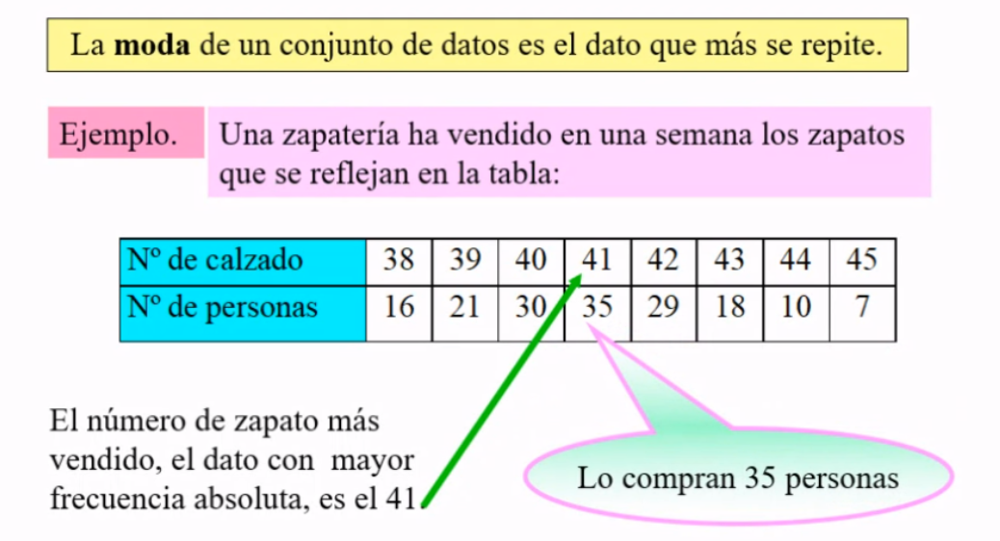 La moda de un conjunto de datos es el dato que más se repite.
Ejemplo.
Una zapatería ha vendido en una semana los zapatos
que se reflejan en la tabla:
Nº de calzado 38 39 40 41 42 43 44 45
Nº de personas 16 21 30 35 29 18 10 7
El número de zapato más
vendido, el dato con mayor
frecuencia absoluta, es el 41.
Lo compran 35 personas